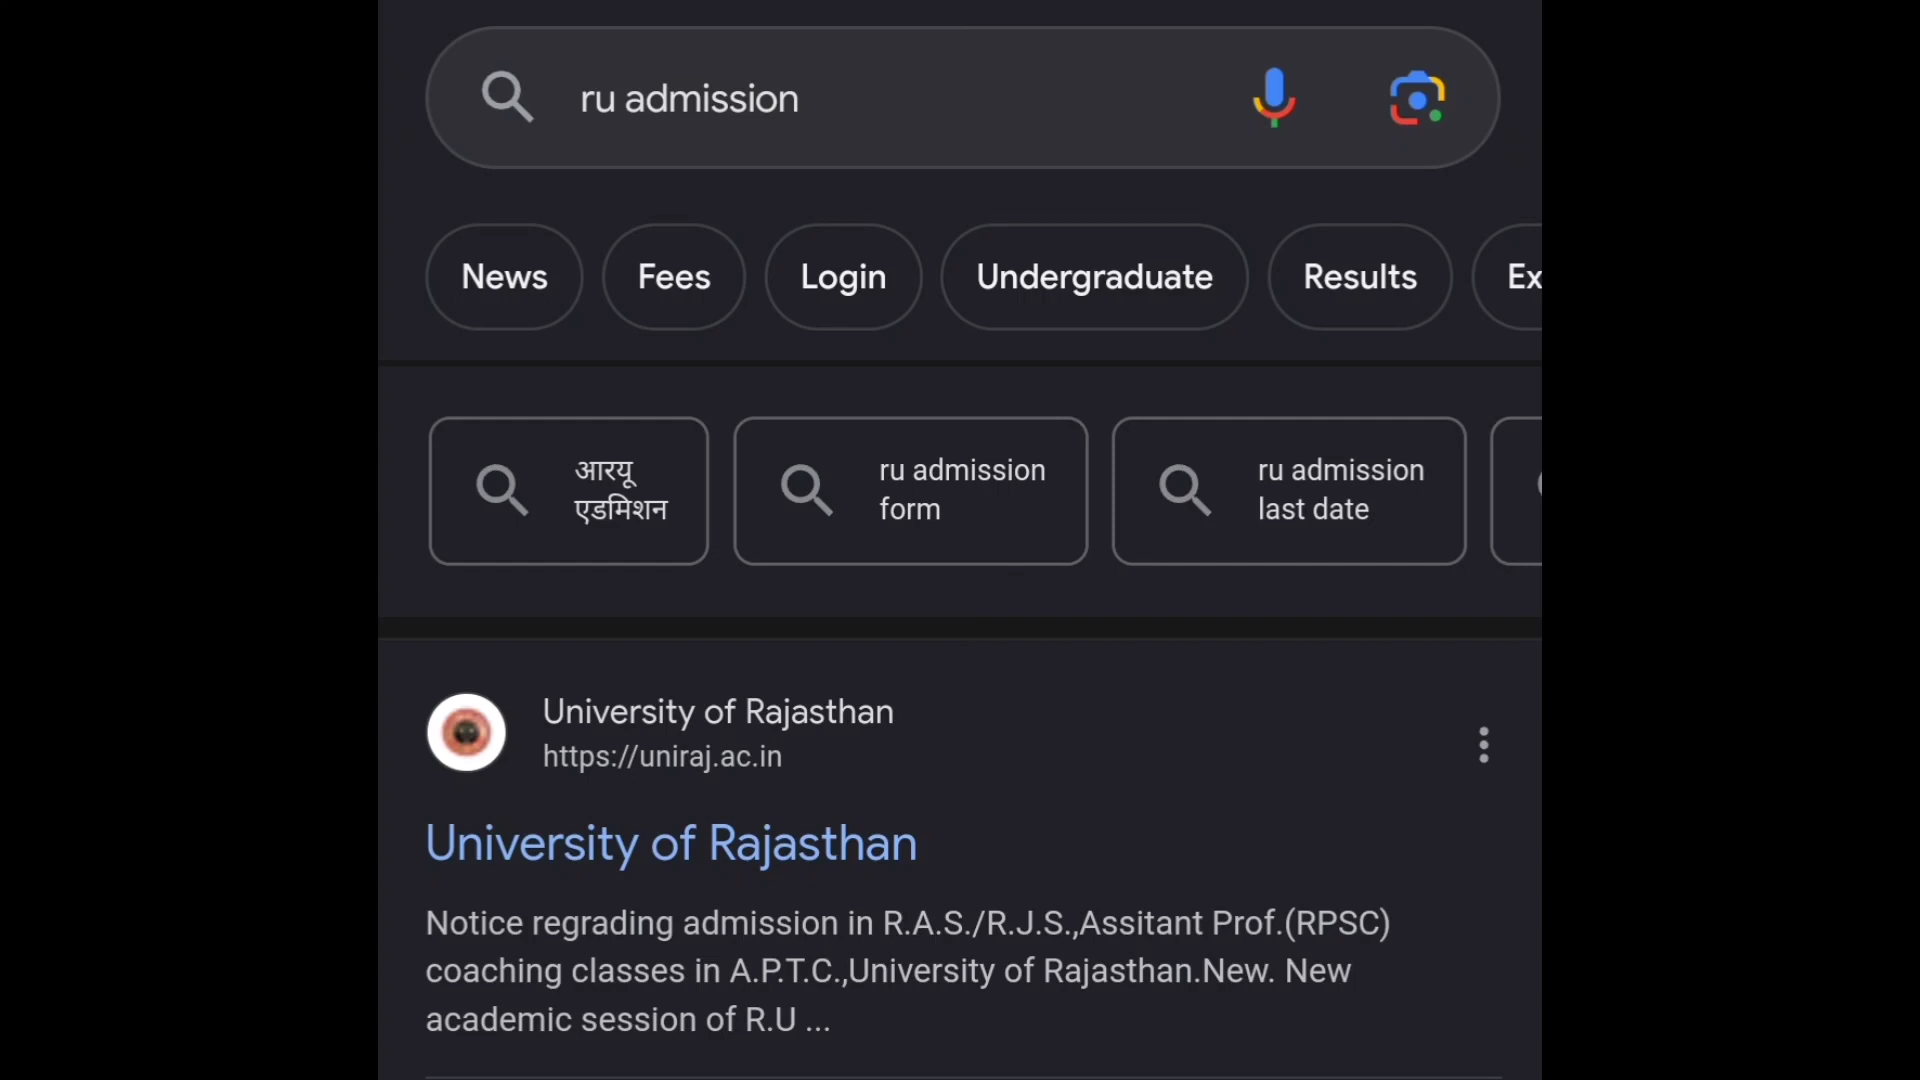 ru admission
News Fees Login Undergraduate Results Ex
आरयू
एडमिशन
ru admission
form
ru admission
last date
University of Rajasthan
https://uniraj.ac.in
University of Rajasthan
Notice regrading admission in R.A.S./R.J.S.,Assitant Prof.(RPSC)
coaching classes in A.P.T.C.,University of Rajasthan.New. New
academic session of R.U ...